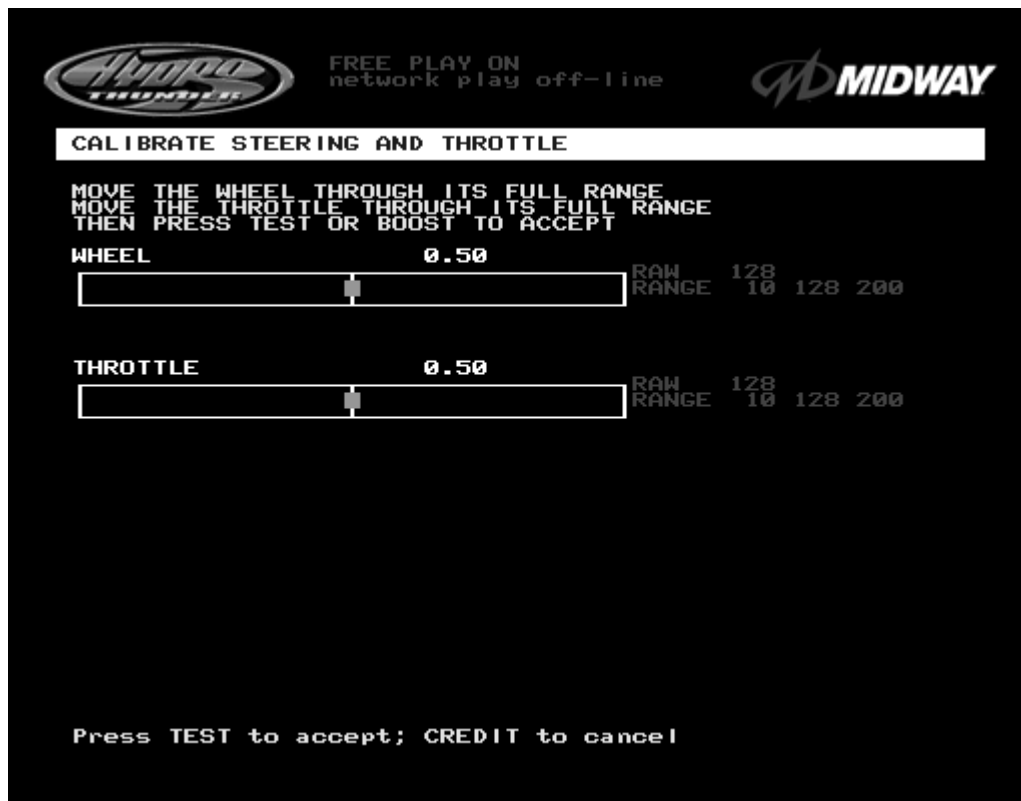 HYDRO
THUNDER
FREE PLAY ON
network play off-line
MIDWAY
CALIBRATE STEERING AND THROTTLE
MOVE THE WHEEL THROUGH ITS FULL RANGE
MOVE THE THROTTLE THROUGH ITS FULL RANGE
THEN PRESS TEST OR BOOST TO ACCEPT
WHEEL 0.50
RAW 128
RANGE 10 128 200
THROTTLE 0.50
RAW 128
RANGE 10 128 200
Press TEST to accept; CREDIT to cancel